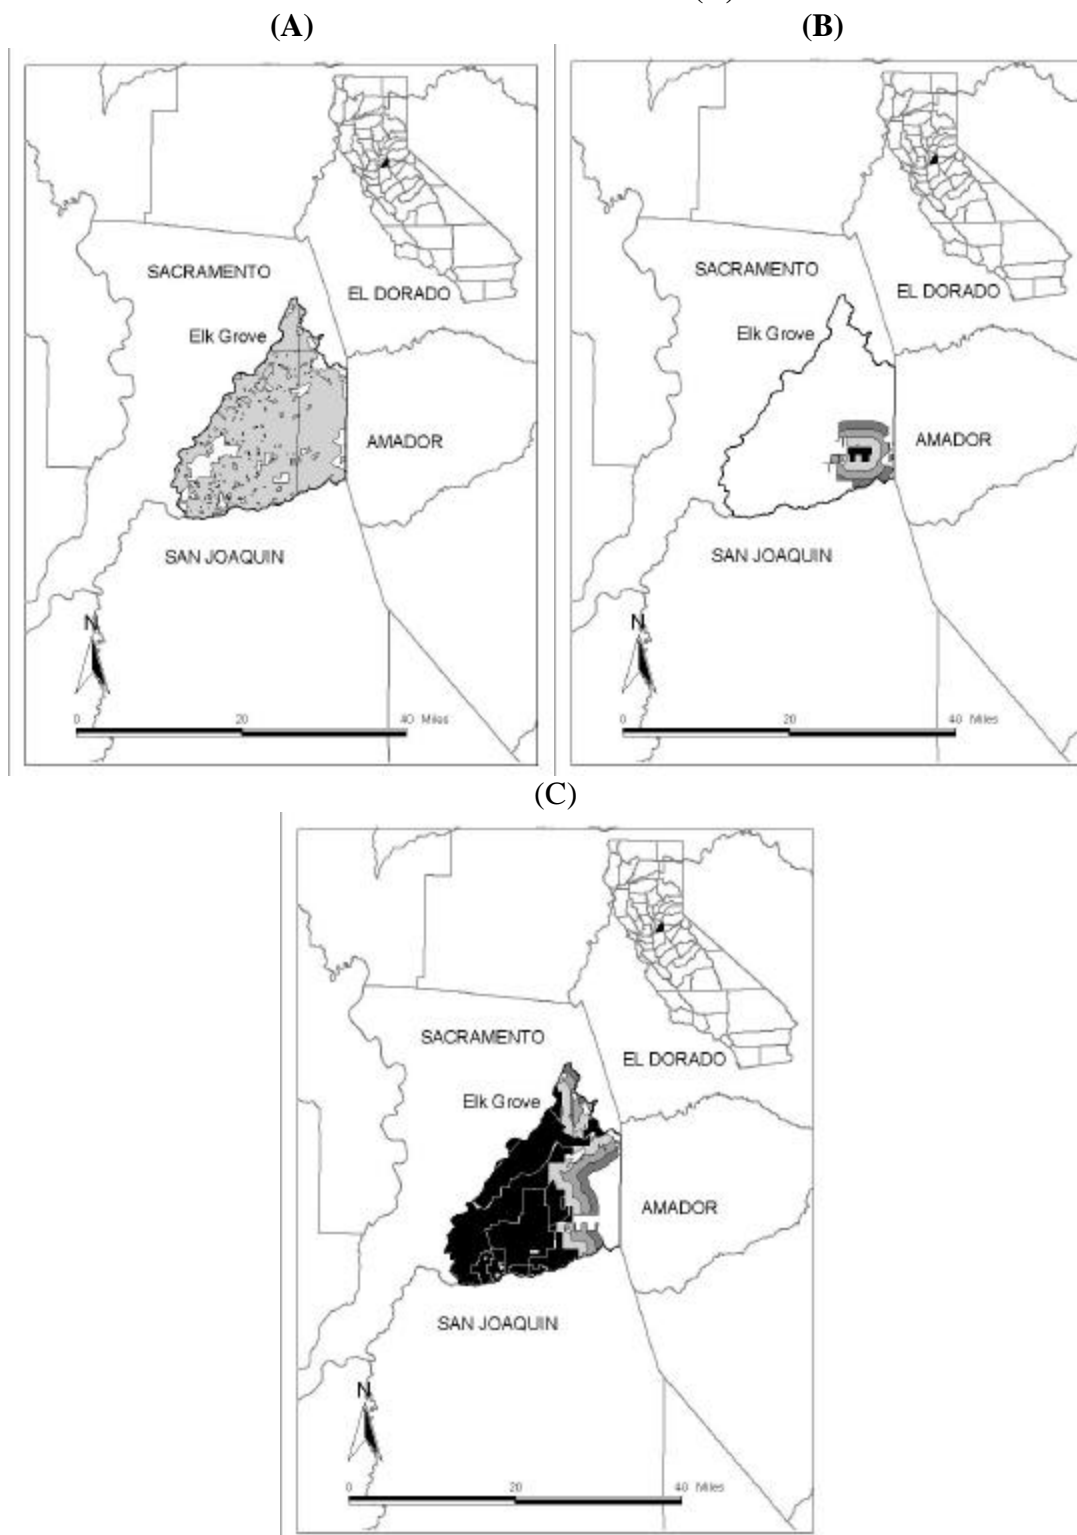 (A)
(B)
SACRAMENTO
EL DORADO
Elk Grove
AMADOR
SAN JOAQUIN
N
0 20 40 Miles
SACRAMENTO
EL DORADO
Elk Grove
AMADOR
SAN JOAQUIN
N
0 20 40 Miles
(C)
SACRAMENTO
EL DORADO
Elk Grove
AMADOR
SAN JOAQUIN
N
0 20 40 Miles